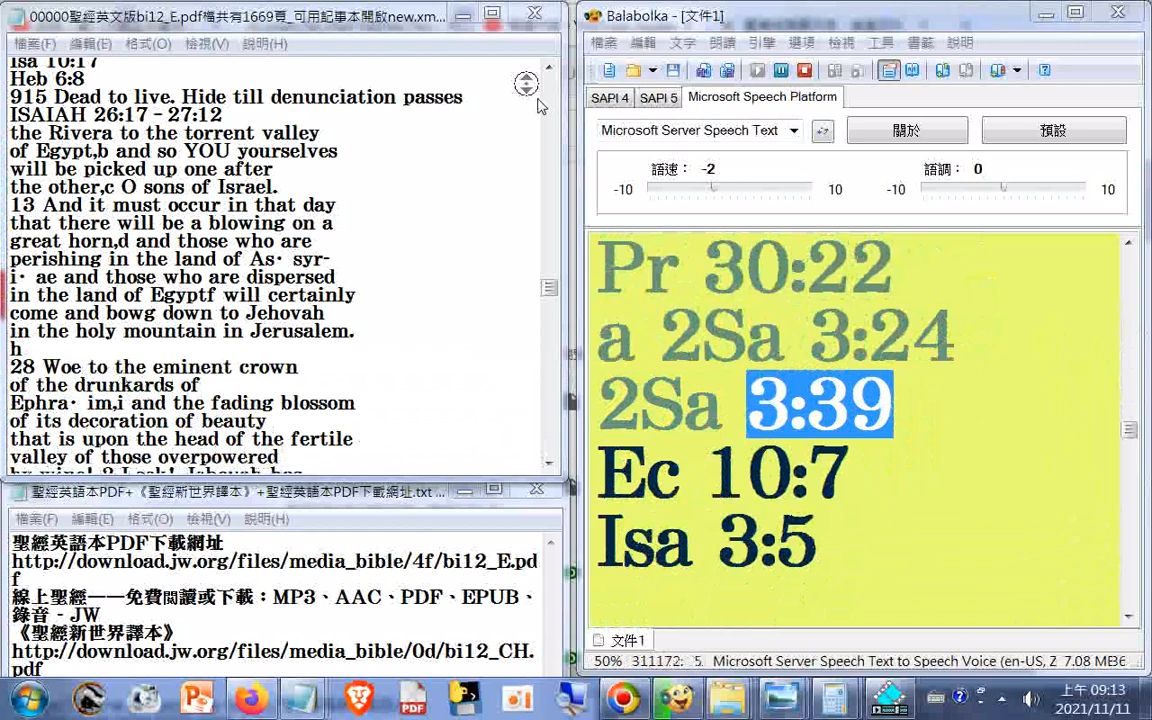 00000聖經英文版bi12_E.pdf檔共有1669頁_可用記事本開啟new.xm...
檔案(F) 編輯(E) 格式(O) 檢視(V) 說明(H)
Isa 10:17
Heb 6:8
915 Dead to live. Hide till denunciation passes
ISAIAH 26:17 - 27:12
the Rivera to the torrent valley
of Egypt,b and so YOU yourselves
will be picked up one after
the other,c O sons of Israel.
13 And it must occur in that day
that there will be a blowing on a
great horn,d and those who are
perishing in the land of As· syr-
i· ae and those who are dispersed
in the land of Egyptf will certainly
come and bowg down to Jehovah
in the holy mountain in Jerusalem.
h
28 Woe to the eminent crown
of the drunkards of
Ephra· im,i and the fading blossom
of its decoration of beauty
that is upon the head of the fertile
valley of those overpowered
by wine! 2 Look! Jehovah has
聖經英語本PDF+《聖經新世界譯本》+聖經英語本PDF下載網址.txt ...
檔案(F) 編輯(E) 格式(O) 檢視(V) 說明(H)
聖經英語本PDF下載網址
http://download.jw.org/files/media_bible/4f/bi12_E.pd
f
線上聖經——免費閱讀或下載：MP3、AAC、PDF、EPUB、
錄音 - JW
《聖經新世界譯本》
http://download.jw.org/files/media_bible/0d/bi12_CH.
pdf
Balabolka - [文件1]
檔案 編輯 文字 朗讀 引擎 選項 檢視 工具 書籤 說明
SAPI 4 SAPI 5 Microsoft Speech Platform
Microsoft Server Speech Text 關於 預設
語速： -2 語調： 0
-10 10 -10 10
Pr 30:22
a 2Sa 3:24
2Sa 3:39
Ec 10:7
Isa 3:5
文件1
50% 311172: 5. Microsoft Server Speech Text to Speech Voice (en-US, Z 7.08 MB6
上午 09:13
2021/11/11